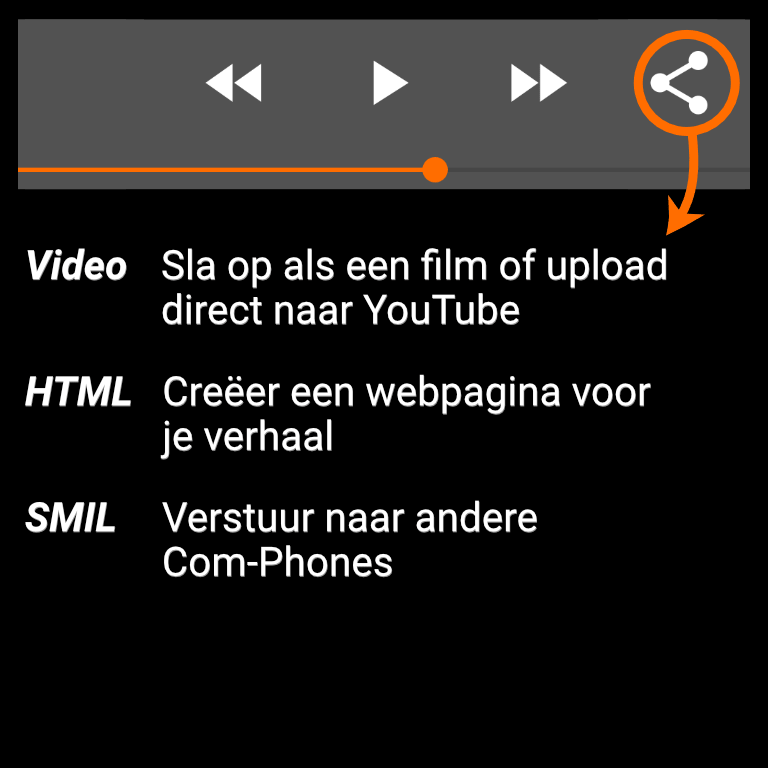 Video Sla op als een film of upload
direct naar YouTube
HTML Creëer een webpagina voor
je verhaal
SMIL Verstuur naar andere
Com-Phones